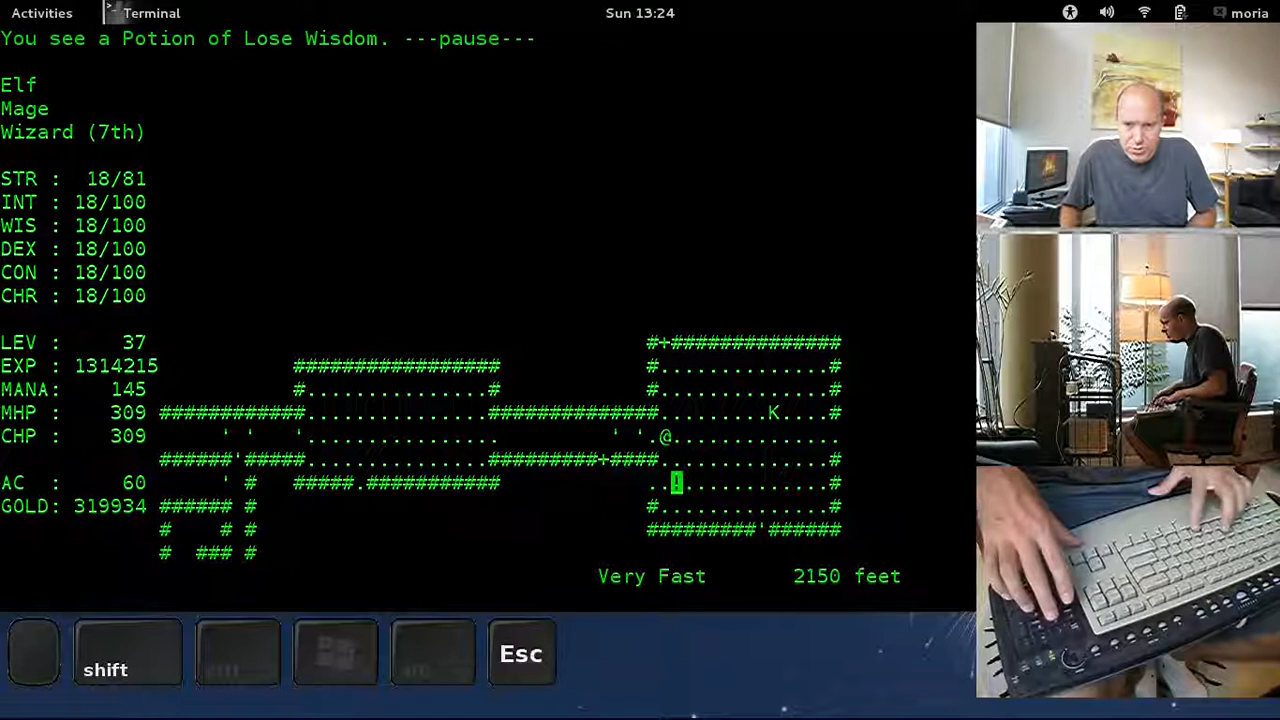 Activities Terminal Sun 13:24 moria
You see a Potion of Lose Wisdom. ---pause---
Elf
Mage
Wizard (7th)
STR : 18/81
INT : 18/100
WIS : 18/100
DEX : 18/100
CON : 18/100
CHR : 18/100
LEV : 37 #+##############
EXP : 1314215 ################# #..............#
MANA: 145 #...............# #..............#
MHP : 309 ############...............##############.........K....#
CHP : 309 ' ' '................ ' '.@..............
AC : 60 ' # #####.########### ..!............#
GOLD: 319934 ###### # #..............#
# # # #########'######
# ### #
Very Fast 2150 feet
shift Esc